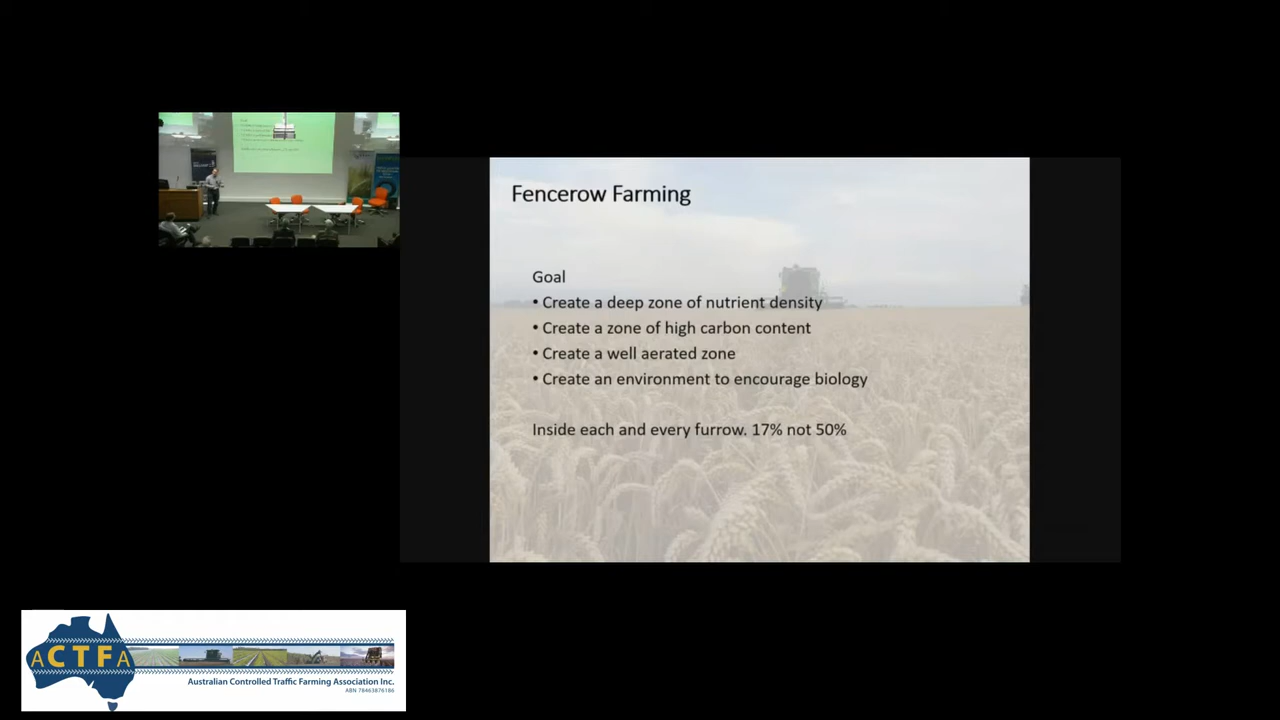 Fencerow Farming
Goal
• Create a deep zone of nutrient density
• Create a zone of high carbon content
• Create a well aerated zone
• Create an environment to encourage biology
Inside each and every furrow. 17% not 50%
ACTFA
Australian Controlled Traffic Farming Association Inc.
ABN 78463876186